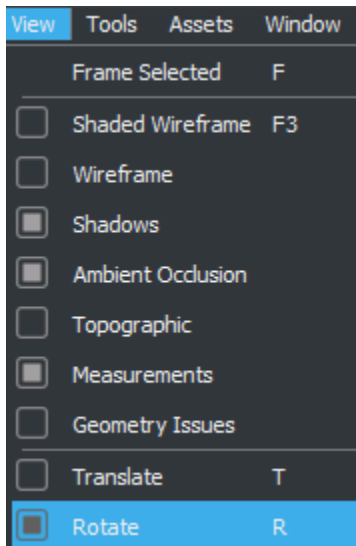 View Tools Assets Window
Frame Selected F
Shaded Wireframe F3
Wireframe
Shadows
Ambient Occlusion
Topographic
Measurements
Geometry Issues
Translate T
Rotate R